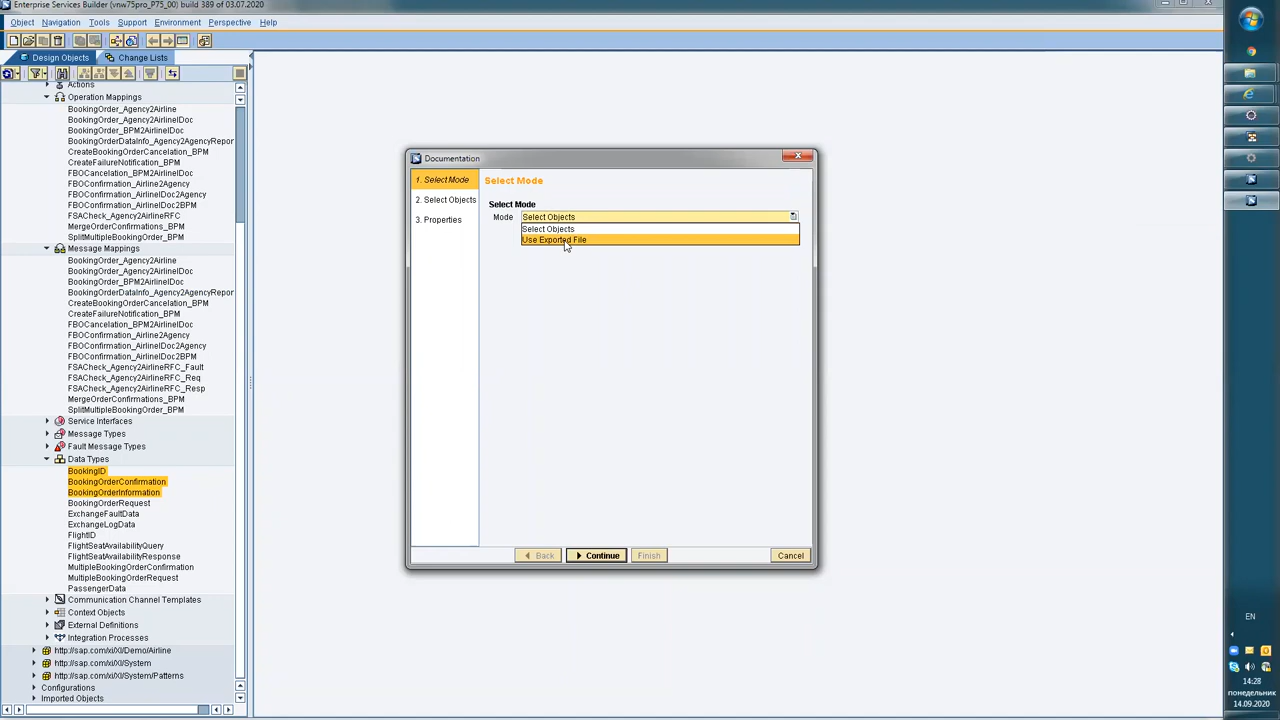 Enterprise Services Builder (vnw75pro_P75_00) build 389 of 03.07.2020
Object Navigation Tools Support Environment Perspective Help
Design Objects Change Lists
Actions
Operation Mappings
BookingOrder_Agency2Airline
BookingOrder_Agency2AirlineIDoc
BookingOrder_BPM2AirlineIDoc
BookingOrderDataInfo_Agency2AgencyRepor
CreateBookingOrderCancelation_BPM
CreateFailureNotification_BPM
FBOCancelation_BPM2AirlineIDoc
FBOConfirmation_Airline2Agency
FBOConfirmation_AirlineIDoc2Agency
FBOConfirmation_AirlineIDoc2BPM
FSACheck_Agency2AirlineRFC
MergeOrderConfirmations_BPM
SplitMultipleBookingOrder_BPM
Message Mappings
BookingOrder_Agency2Airline
BookingOrder_Agency2AirlineIDoc
BookingOrder_BPM2AirlineIDoc
BookingOrderDataInfo_Agency2AgencyRepor
CreateBookingOrderCancelation_BPM
CreateFailureNotification_BPM
FBOCancelation_BPM2AirlineIDoc
FBOConfirmation_Airline2Agency
FBOConfirmation_AirlineIDoc2Agency
FBOConfirmation_AirlineIDoc2BPM
FSACheck_Agency2AirlineRFC_Fault
FSACheck_Agency2AirlineRFC_Req
FSACheck_Agency2AirlineRFC_Resp
MergeOrderConfirmations_BPM
SplitMultipleBookingOrder_BPM
Service Interfaces
Message Types
Fault Message Types
Data Types
BookingID
BookingOrderConfirmation
BookingOrderInformation
BookingOrderRequest
ExchangeFaultData
ExchangeLogData
FlightID
FlightSeatAvailabilityQuery
FlightSeatAvailabilityResponse
MultipleBookingOrderConfirmation
MultipleBookingOrderRequest
PassengerData
Communication Channel Templates
Context Objects
External Definitions
Integration Processes
http://sap.com/xi/XI/Demo/Airline
http://sap.com/xi/XI/System
http://sap.com/xi/XI/System/Patterns
Configurations
Imported Objects
Documentation
1. Select Mode
2. Select Objects
3. Properties
Select Mode
Select Mode
Mode Select Objects
Select Objects
Use Exported File
Back Continue Finish Cancel
EN
14:28
понедельник
14.09.2020